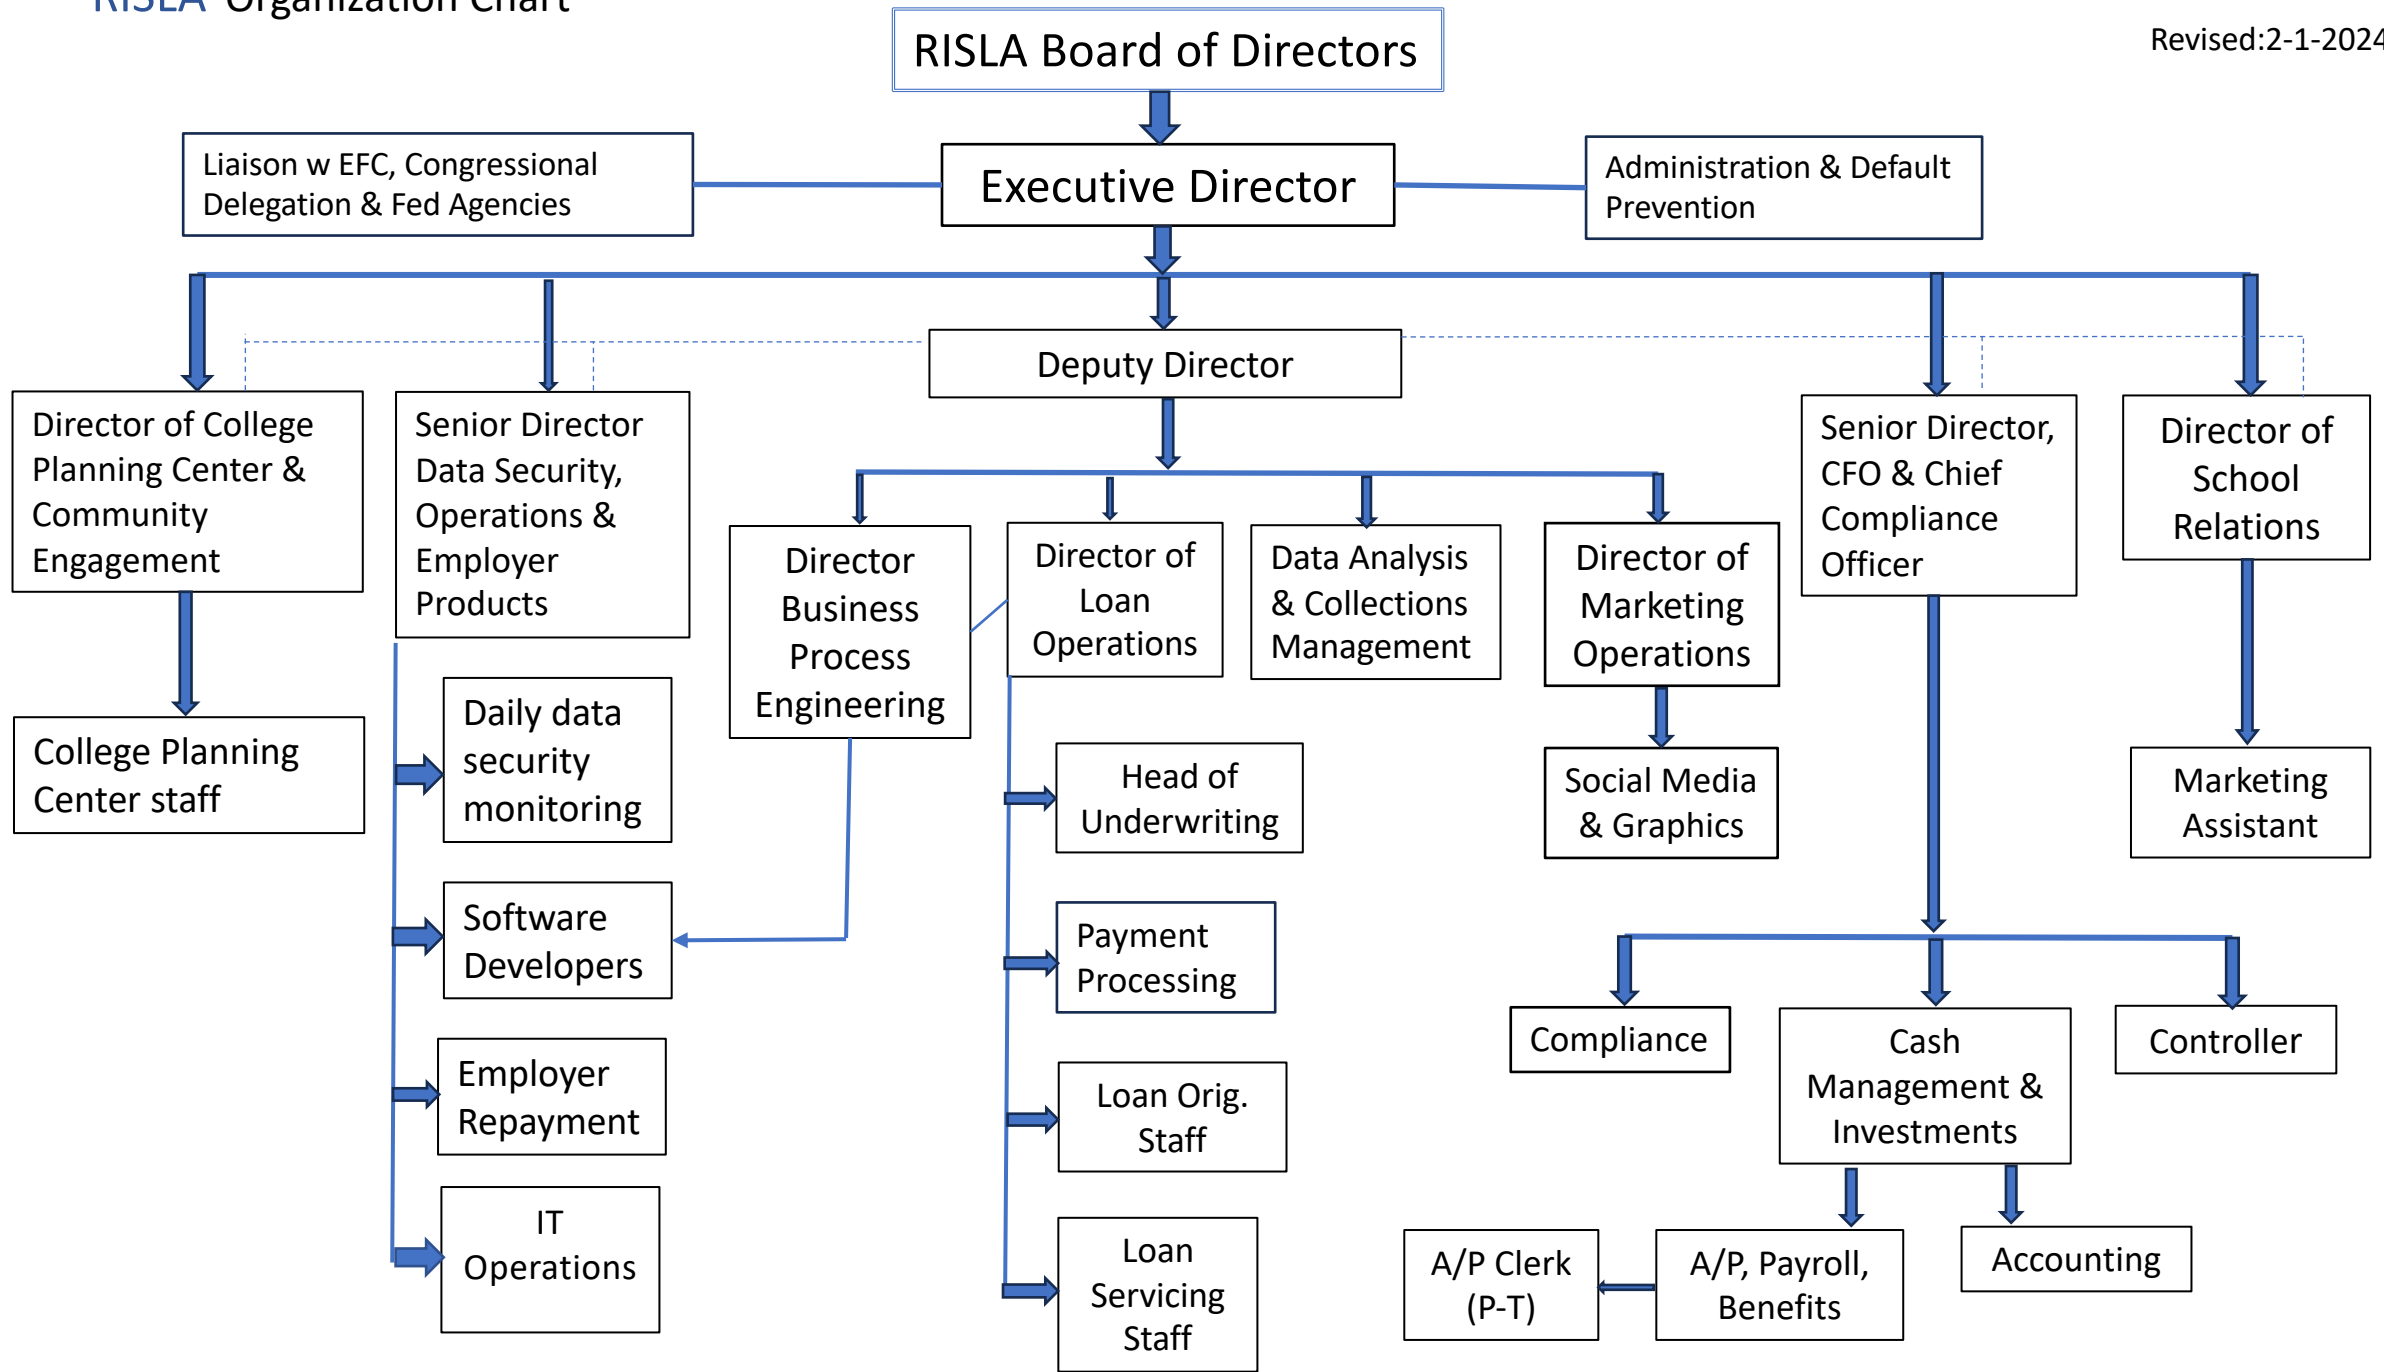 RISLA Organization Chart
Revised:2-1-2024
RISLA Board of Directors
Liaison w EFC, Congressional
Delegation & Fed Agencies
Executive Director
Administration & Default
Prevention
Deputy Director
Director of College
Planning Center &
Community
Engagement
Senior Director
Data Security,
Operations &
Employer
Products
Director
Business
Process
Engineering
Director of
Loan
Operations
Data Analysis
& Collections
Management
Director of
Marketing
Operations
Senior Director,
CFO & Chief
Compliance
Officer
Director of
School
Relations
College Planning
Center staff
Daily data
security
monitoring
Software
Developers
Employer
Repayment
IT
Operations
Head of
Underwriting
Payment
Processing
Loan Orig.
Staff
Loan
Servicing
Staff
Social Media
& Graphics
Marketing
Assistant
Compliance
Cash
Management &
Investments
Controller
A/P Clerk
(P-T)
A/P, Payroll,
Benefits
Accounting